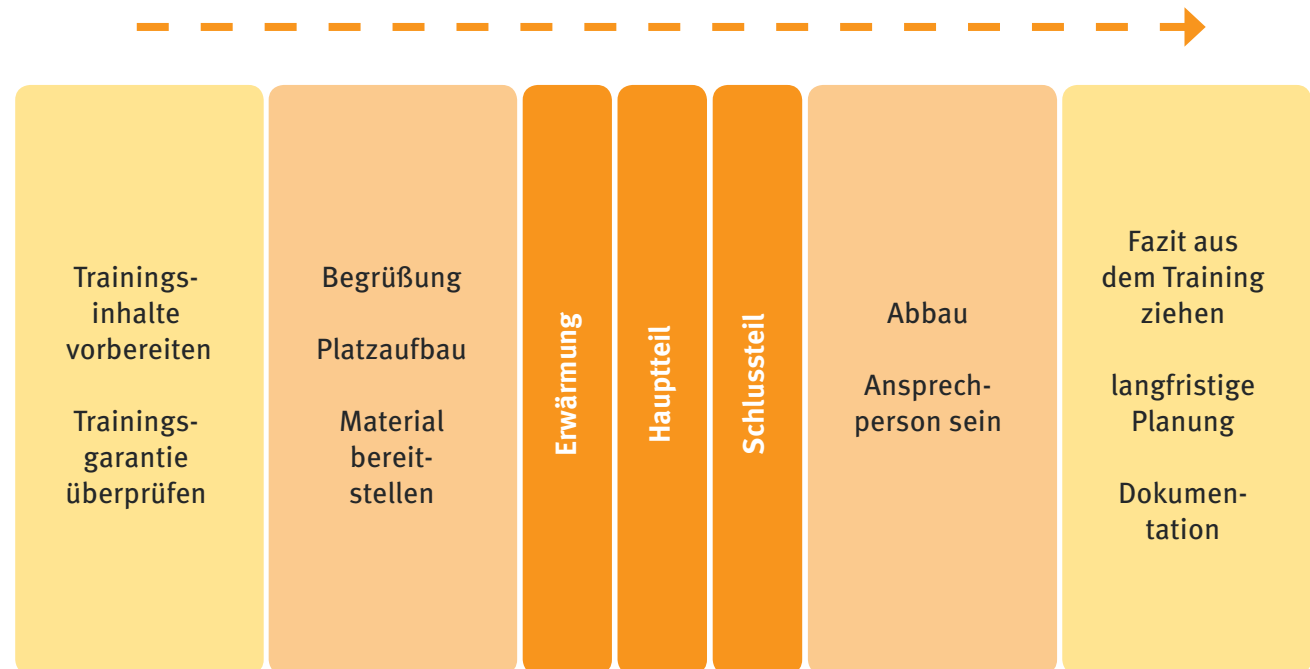 Trainings-
inhalte
vorbereiten
Trainings-
garantie
überprüfen
Begrüßung
Platzaufbau
Material
bereit-
stellen
Erwärmung
Hauptteil
Schlussteil
Abbau
Ansprech-
person sein
Fazit aus
dem Training
ziehen
langfristige
Planung
Dokumen-
tation